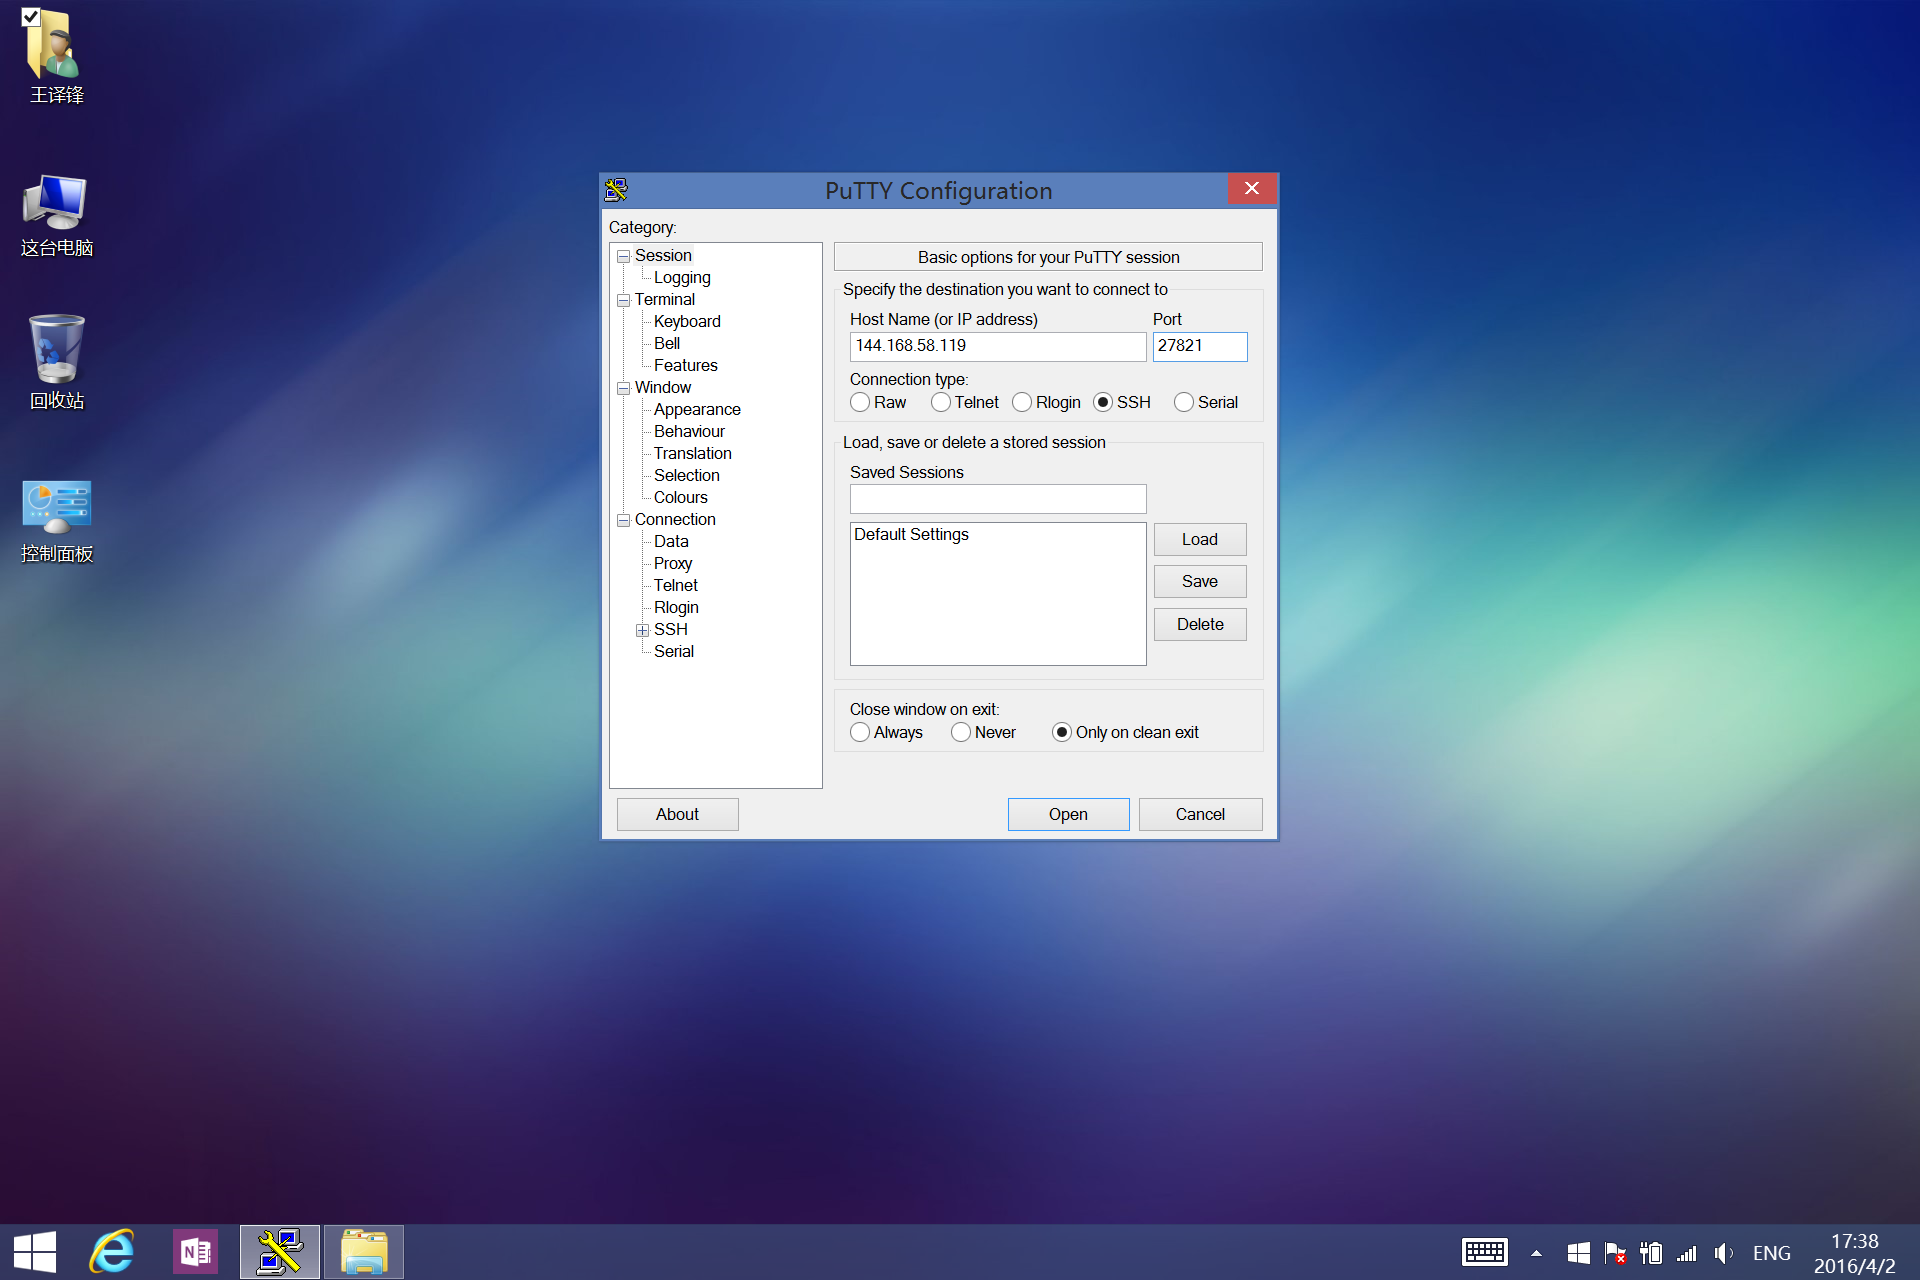 王译锋
这台电脑
回收站
控制面板
PuTTY Configuration
Category:
Session
Logging
Terminal
Keyboard
Bell
Features
Window
Appearance
Behaviour
Translation
Selection
Colours
Connection
Data
Proxy
Telnet
Rlogin
SSH
Serial
Basic options for your PuTTY session
Specify the destination you want to connect to
Host Name (or IP address) Port
144.168.58.119 27821
Connection type:
Raw Telnet Rlogin SSH Serial
Load, save or delete a stored session
Saved Sessions
Default Settings
Load
Save
Delete
Close window on exit:
Always Never Only on clean exit
About Open Cancel
N
ENG
17:38
2016/4/2